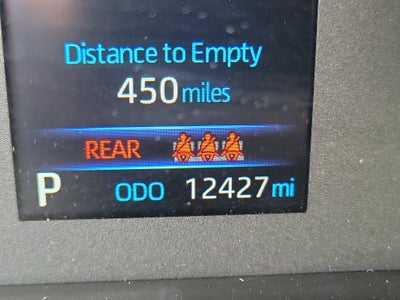 Distance to Empty
450 miles
REAR
P ODO 12427 mi